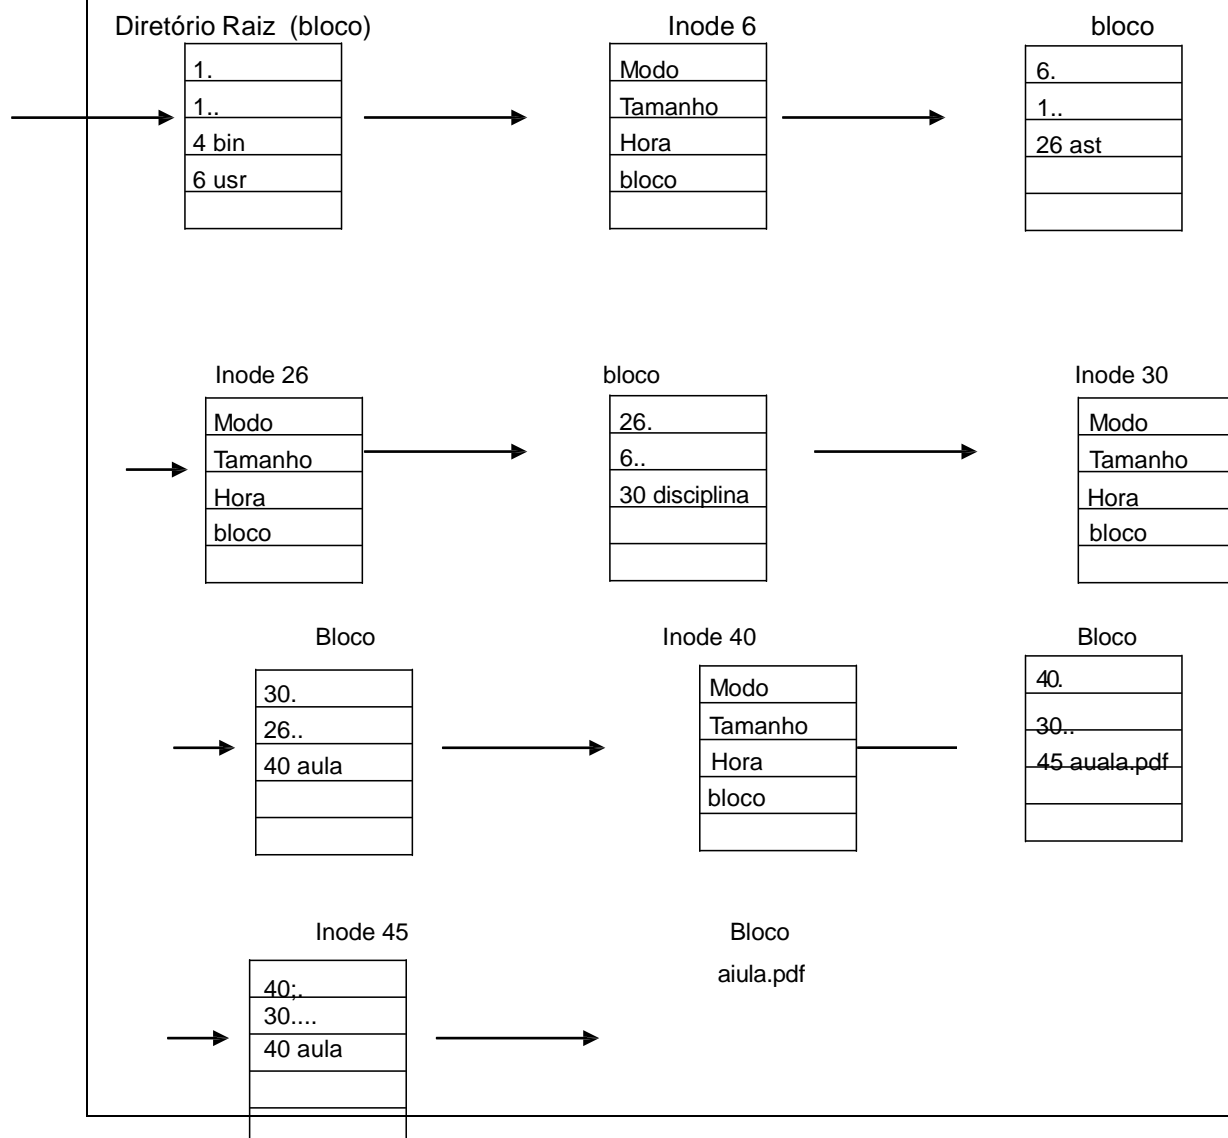 Diretório Raiz (bloco)
1.
1..
4 bin
6 usr
Inode 6
Modo
Tamanho
Hora
bloco
bloco
6.
1..
26 ast
Inode 26
Modo
Tamanho
Hora
bloco
bloco
26.
6..
30 disciplina
Inode 30
Modo
Tamanho
Hora
bloco
Bloco
30.
26..
40 aula
Inode 40
Modo
Tamanho
Hora
bloco
Bloco
40.
30..
45 auala.pdf
Inode 45
40;.
30....
40 aula
Bloco
aiula.pdf